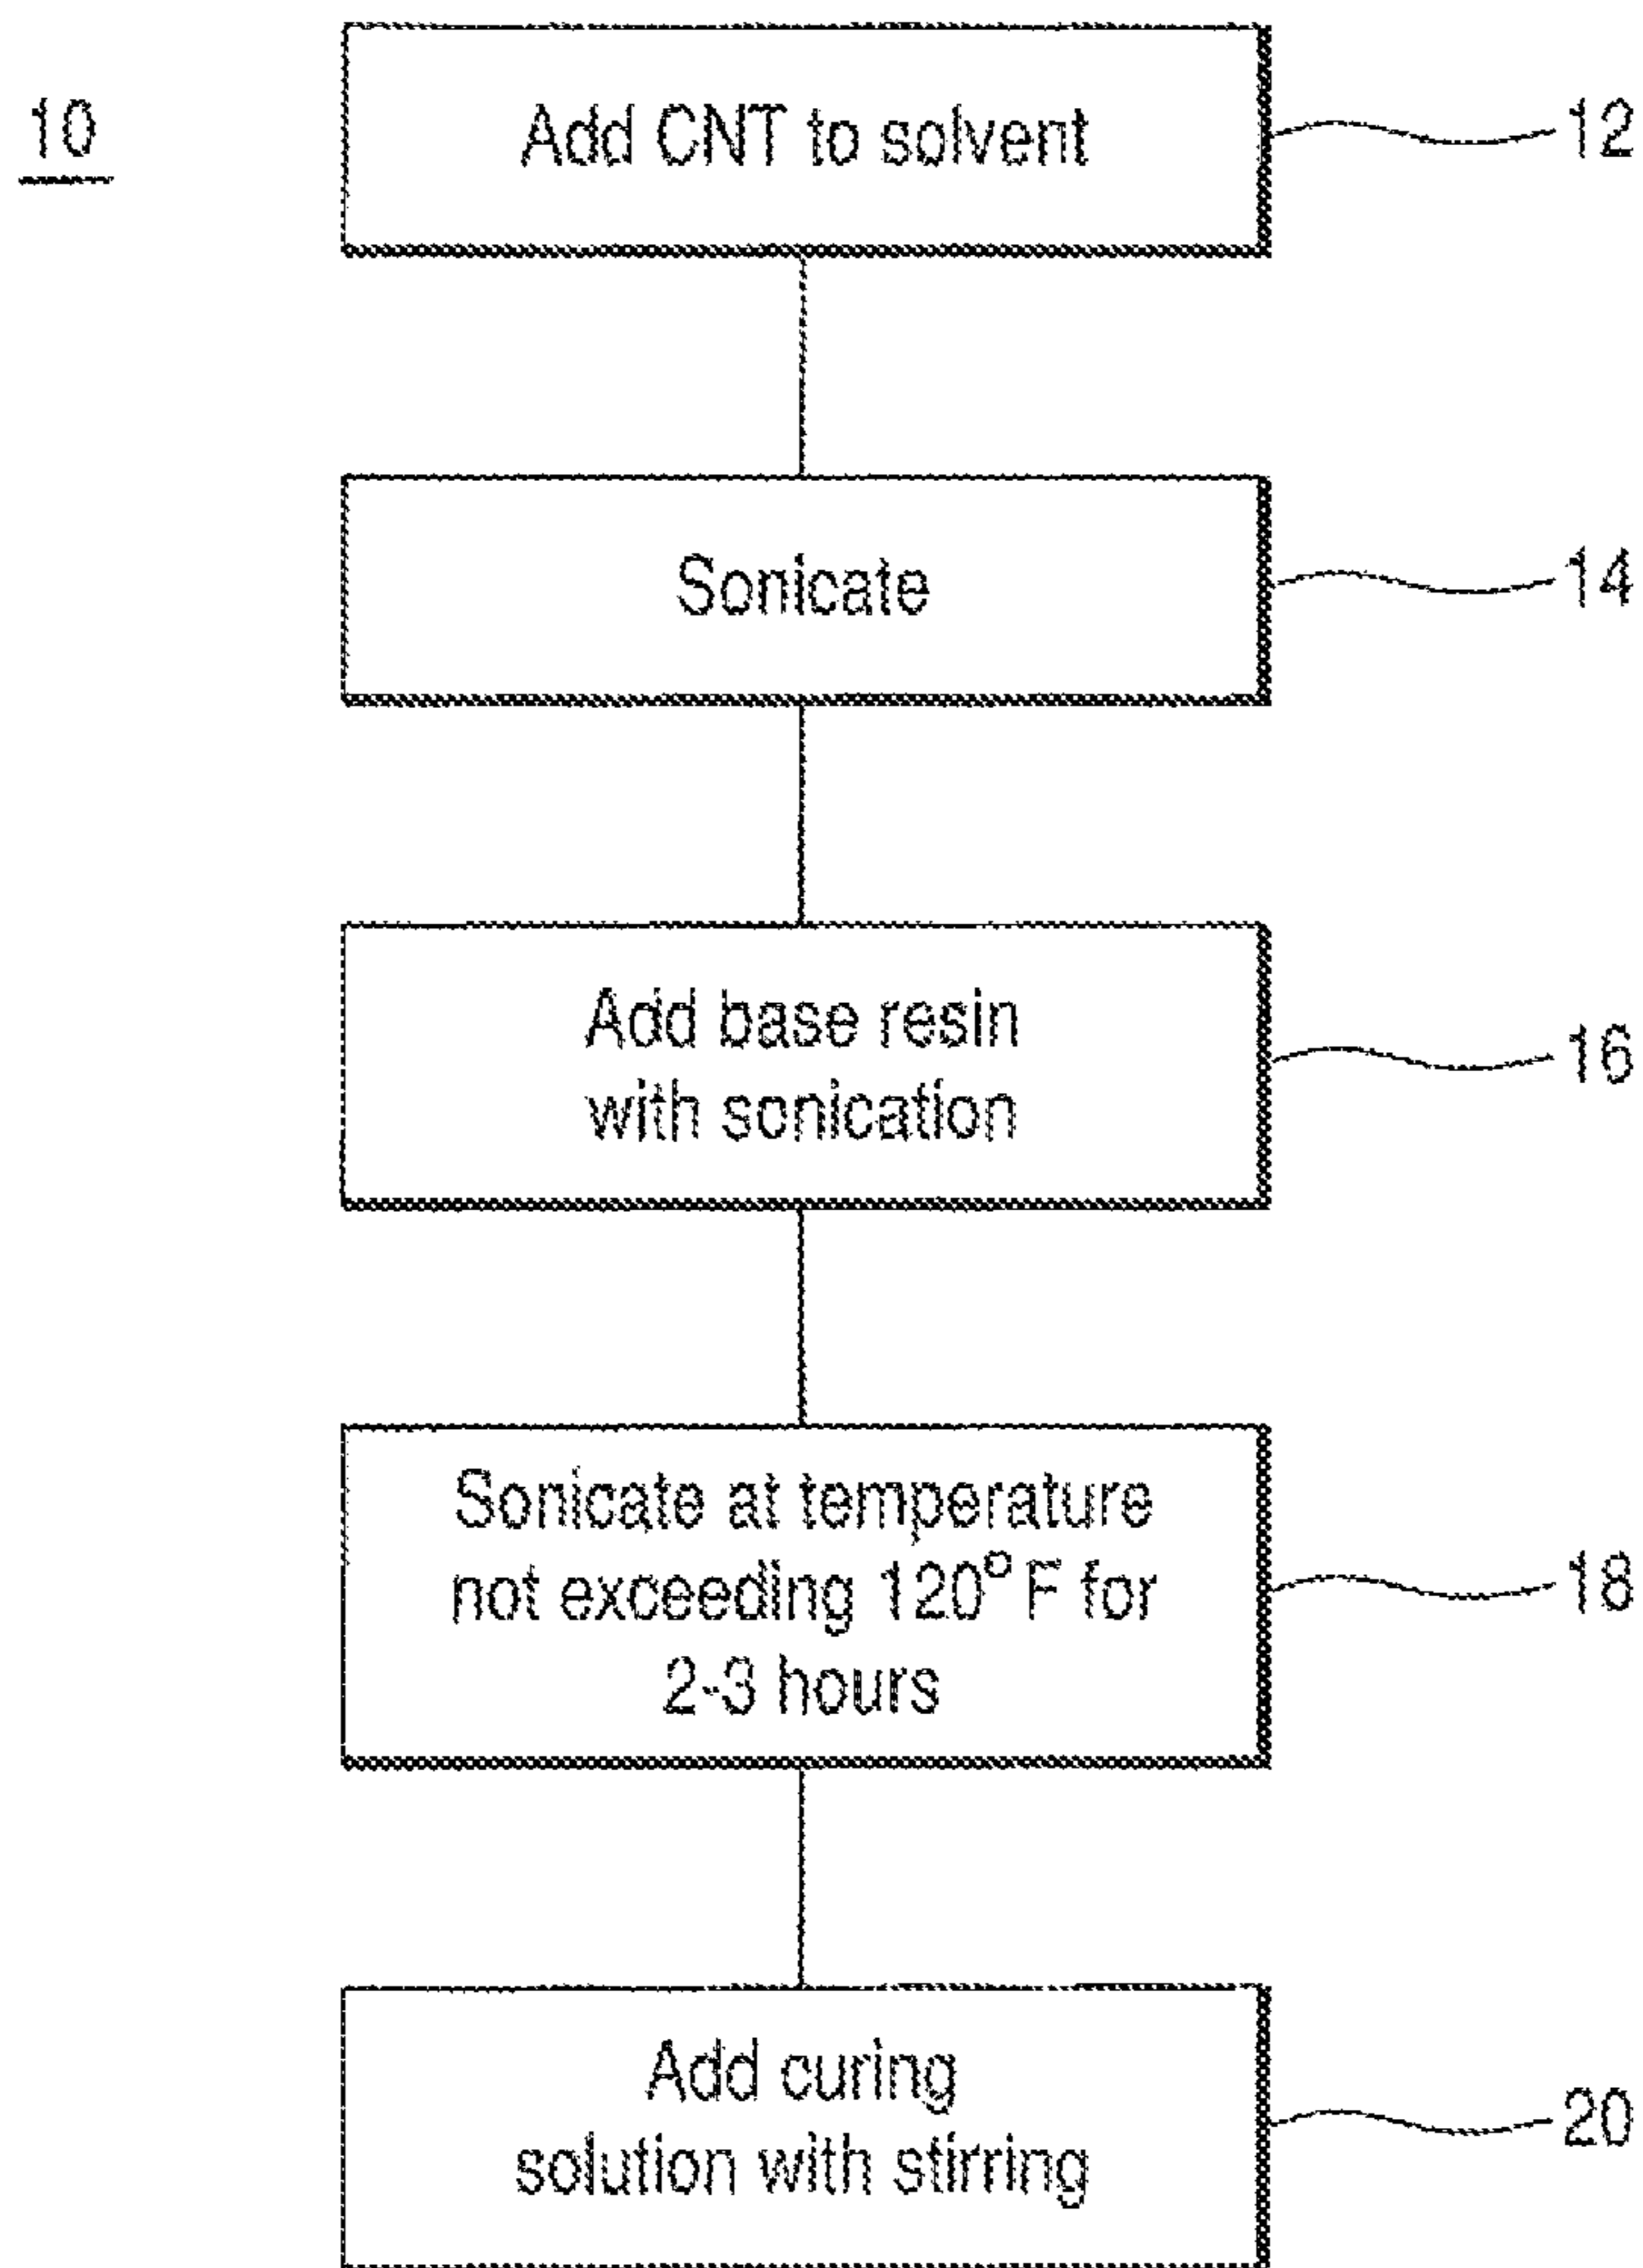 10
Add CNT to solvent
12
Sonicate
14
Add base resin
with sonication
16
Sonicate at temperature
not exceeding 120° F for
2-3 hours
18
Add curing
solution with stirring
20